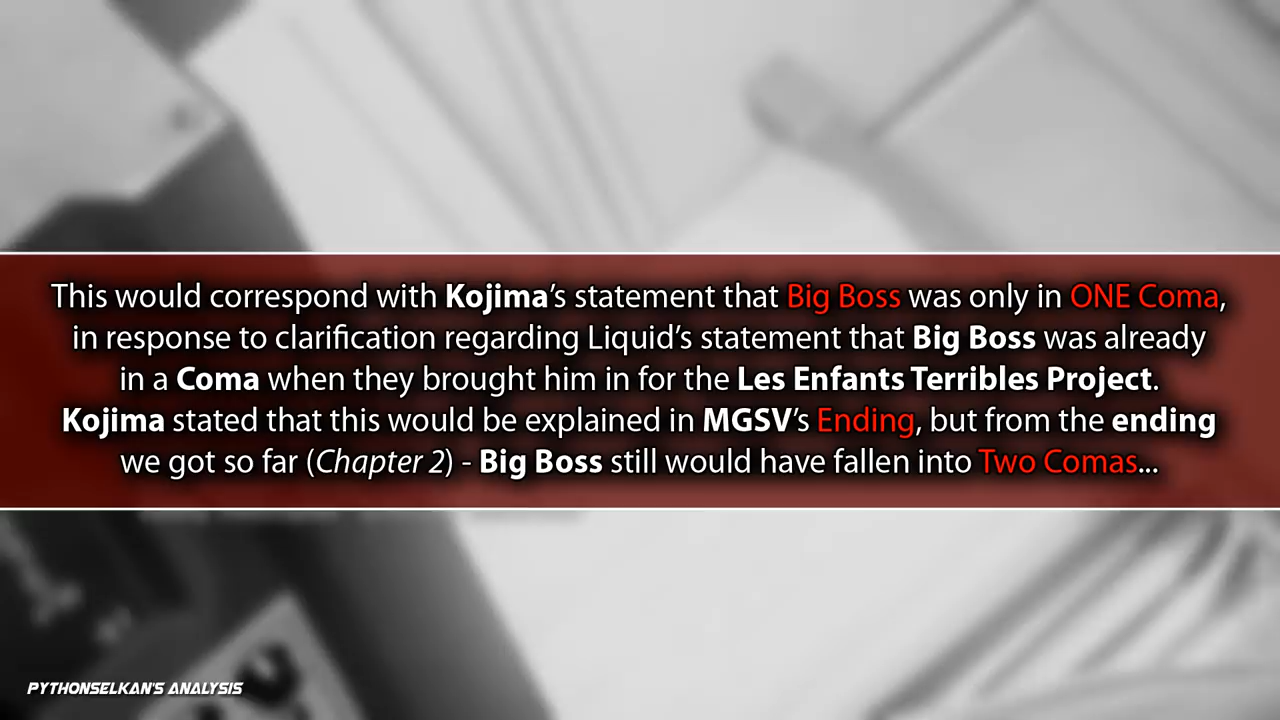 This would correspond with Kojima's statement that Big Boss was only in ONE Coma,
in response to clarification regarding Liquid's statement that Big Boss was already
in a Coma when they brought him in for the Les Enfants Terribles Project.
Kojima stated that this would be explained in MGSV's Ending, but from the ending
we got so far (Chapter 2) - Big Boss still would have fallen into Two Comas...
PYTHONSELKAN'S ANALYSIS